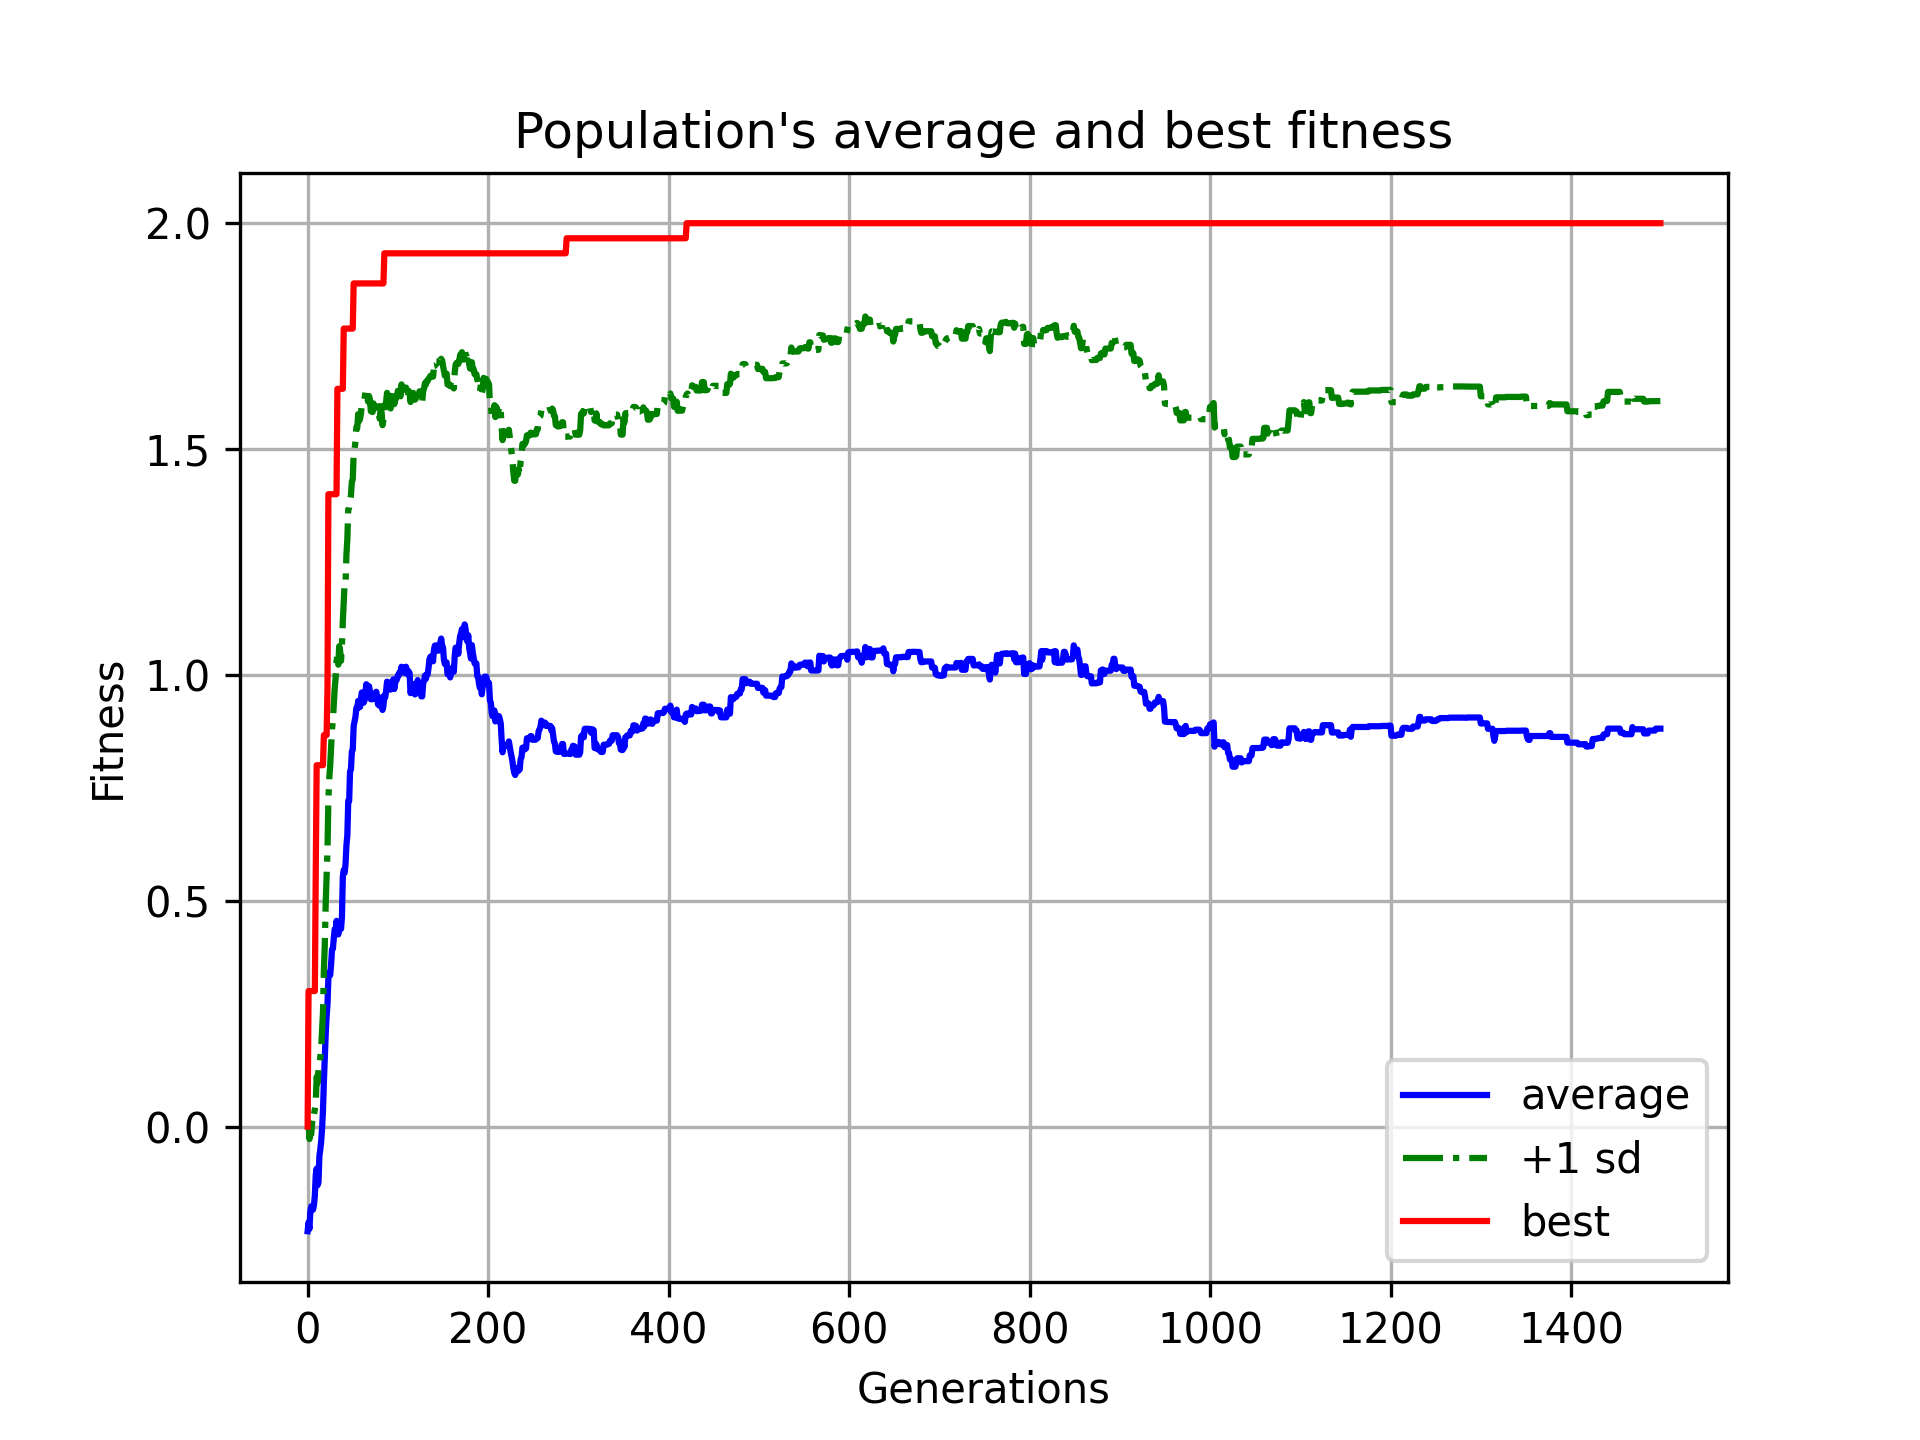 Population's average and best fitness
2.0
1.5
1.0
0.5
0.0
Fitness
average
+1 sd
best
0 200 400 600 800 1000 1200 1400
Generations